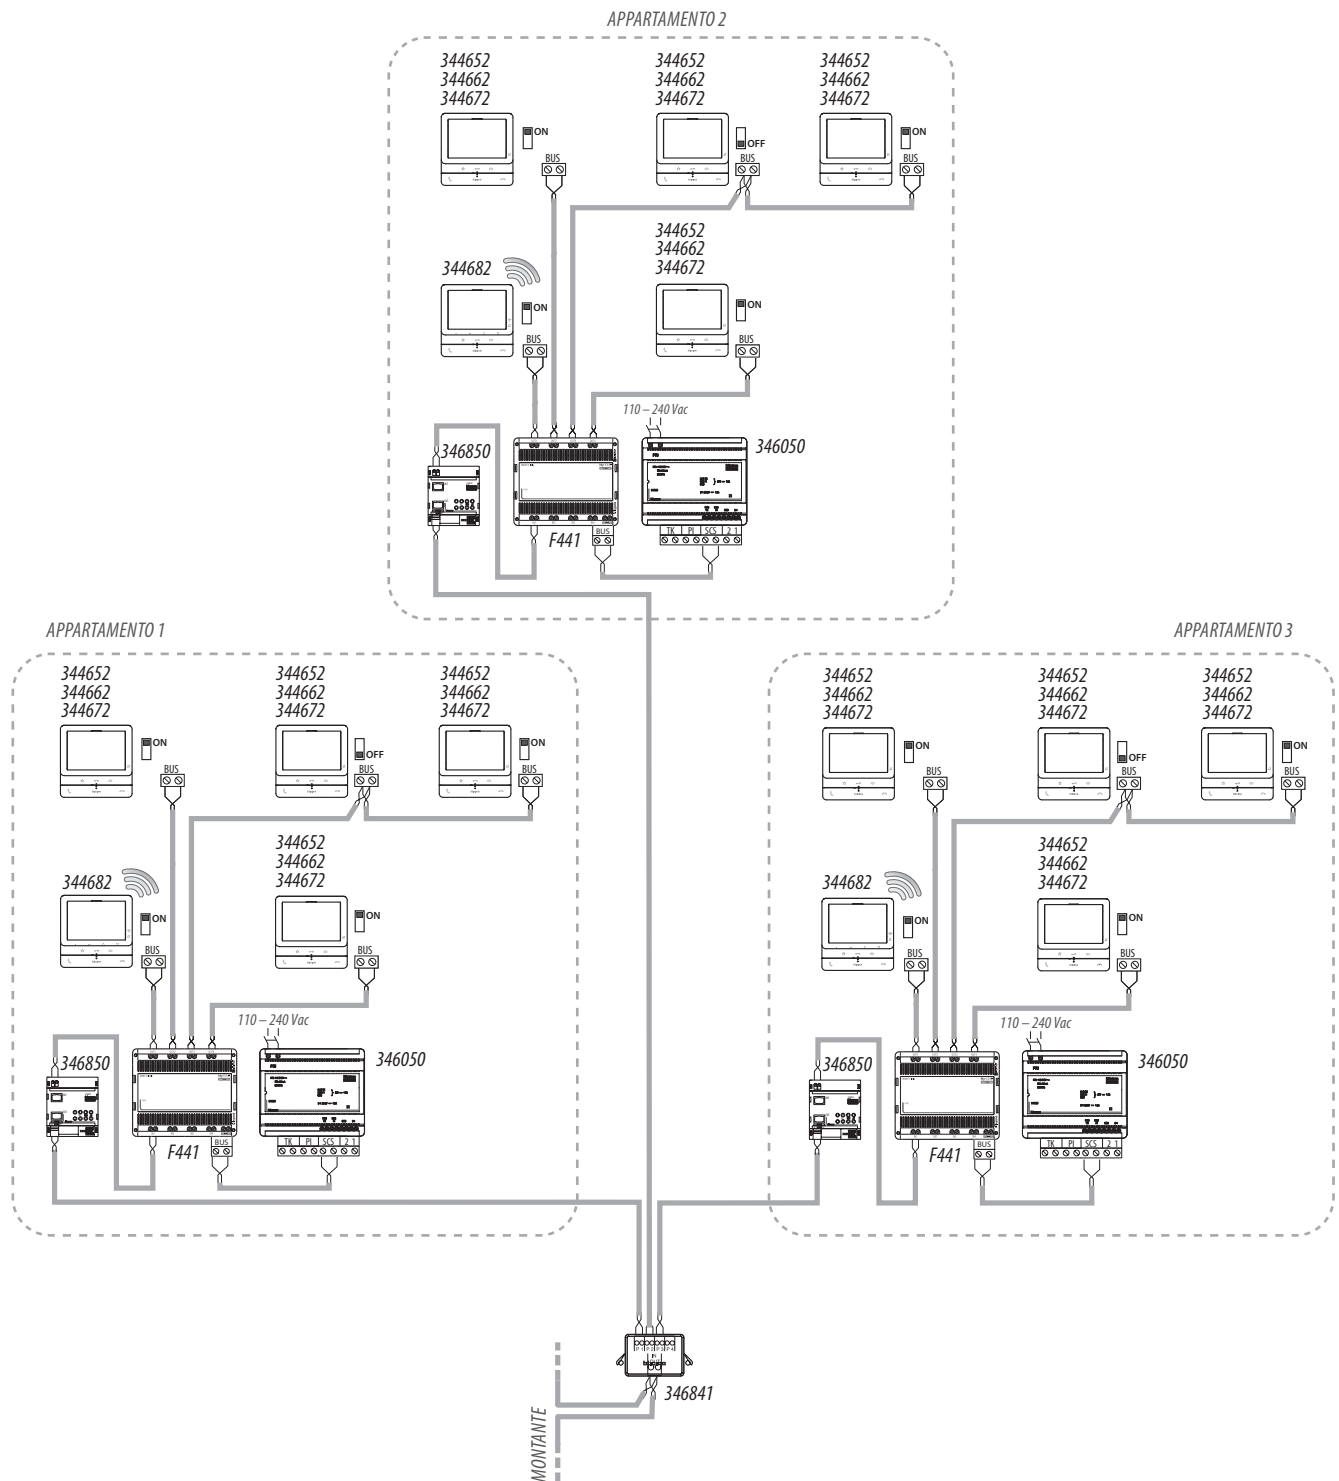 APPARTAMENTO 2
344652
344662
344672
ON
BUS
344652
344662
344672
OFF
BUS
344652
344662
344672
ON
BUS
344682
ON
BUS
344652
344662
344672
ON
BUS
110 – 240 Vac
346850
F441
BUS
346050
TK PI SCS 2 1
APPARTAMENTO 1
344652
344662
344672
ON
BUS
344652
344662
344672
OFF
BUS
344652
344662
344672
ON
BUS
344682
ON
BUS
344652
344662
344672
ON
BUS
110 – 240 Vac
346850
F441
BUS
346050
TK PI SCS 2 1
APPARTAMENTO 3
344652
344662
344672
ON
BUS
344652
344662
344672
OFF
BUS
344652
344662
344672
ON
BUS
344682
ON
BUS
344652
344662
344672
ON
BUS
110 – 240 Vac
346850
F441
BUS
346050
TK PI SCS 2 1
P 1 P 2 P 3 P 4
IN
346841
MONTANTE